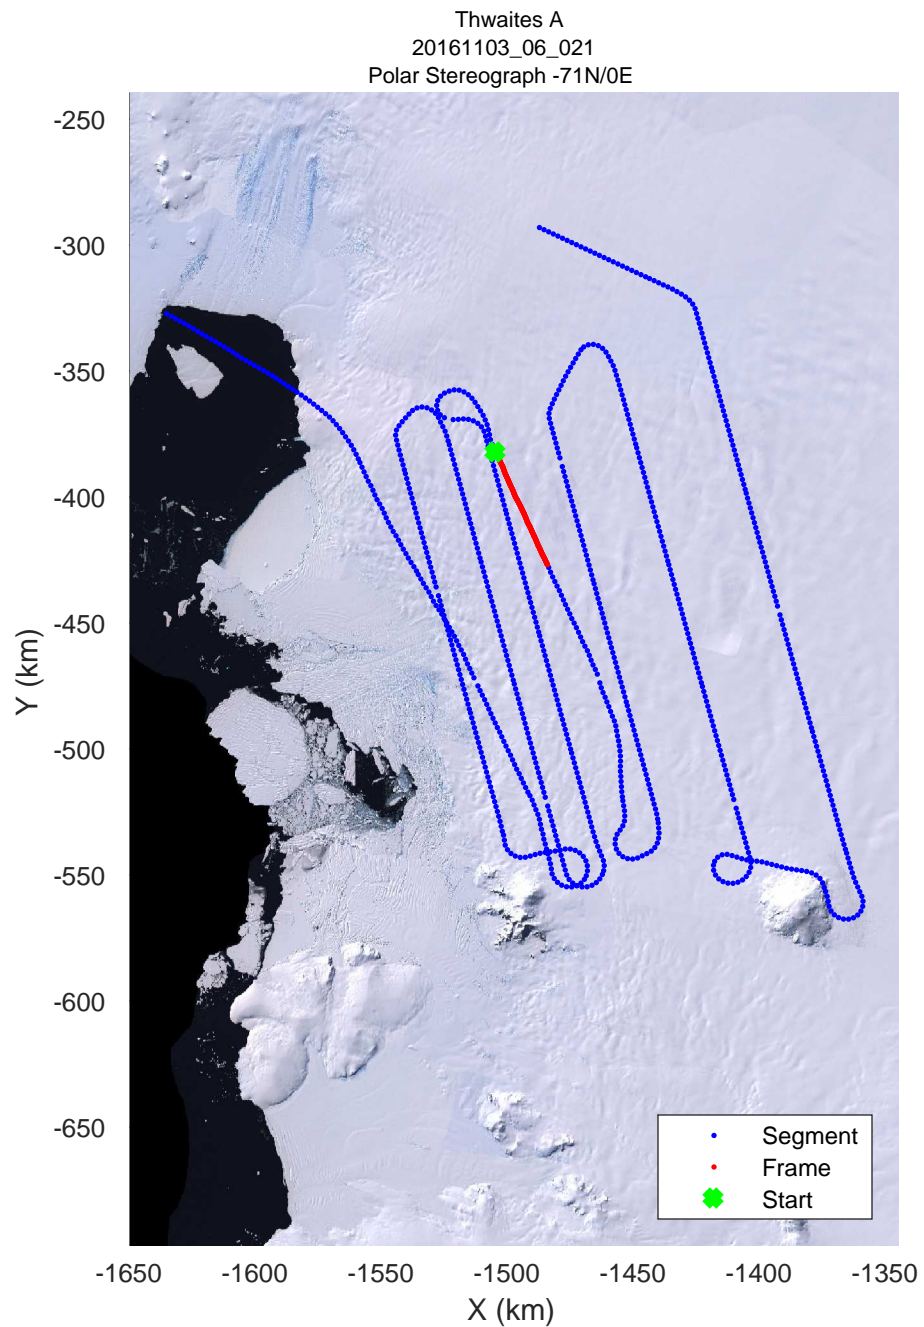 Thwaites A
20161103_06_021
Polar Stereograph -71N/0E
-250
-300
-350
-400
-450
-500
-550
-600
-650
Y (km)
Segment
Frame
Start
-1650 -1600 -1550 -1500 -1450 -1400 -1350
X (km)